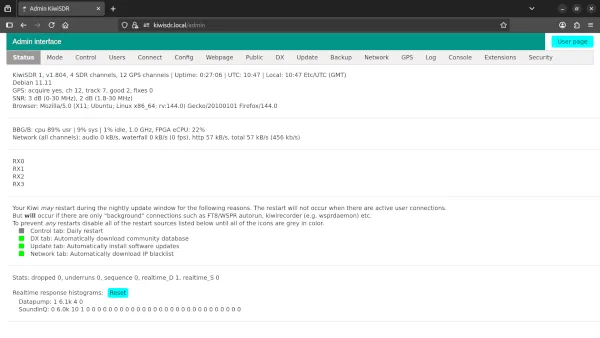 Admin KiwiSDR
kiwisdr.local/admin
Admin interface
User page
Status Mode Control Users Connect Config Webpage Public DX Update Backup Network GPS Log Console Extensions Security
KiwiSDR 1, v1.804, 4 SDR channels, 12 GPS channels | Uptime: 0:27:06 | UTC: 10:47 | Local: 10:47 Etc/UTC (GMT)
Debian 11.11
GPS: acquire yes, ch 12, track 7, good 2, fixes 0
SNR: 3 dB (0-30 MHz), 2 dB (1.8-30 MHz)
Browser: Mozilla/5.0 (X11; Ubuntu; Linux x86_64; rv:144.0) Gecko/20100101 Firefox/144.0
BBG/B: cpu 89% usr | 9% sys | 1% idle, 1.0 GHz, FPGA eCPU: 22%
Network (all channels): audio 0 kB/s, waterfall 0 kB/s (0 fps), http 57 kB/s, total 57 kB/s (456 kb/s)
RX0
RX1
RX2
RX3
Your Kiwi may restart during the nightly update window for the following reasons. The restart will not occur when there are active user connections.
But will occur if there are only "background" connections such as FT8/WSPR autorun, kiwirecorder (e.g. wsprdaemon) etc.
To prevent any restarts disable all of the restart sources listed below until all of the icons are grey in color.
Control tab: Daily restart
DX tab: Automatically download community database
Update tab: Automatically install software updates
Network tab: Automatically download IP blacklist
Stats: dropped 0, underruns 0, sequence 0, realtime_D 1, realtime_S 0
Realtime response histograms: Reset
Datapump: 1 6.1k 4 0
SoundInQ: 0 6.0k 10 1 0 0 0 0 0 0 0 0 0 0 0 0 0 0 0 0 0 0 0 0 0 0 0 0 0 0 0 0